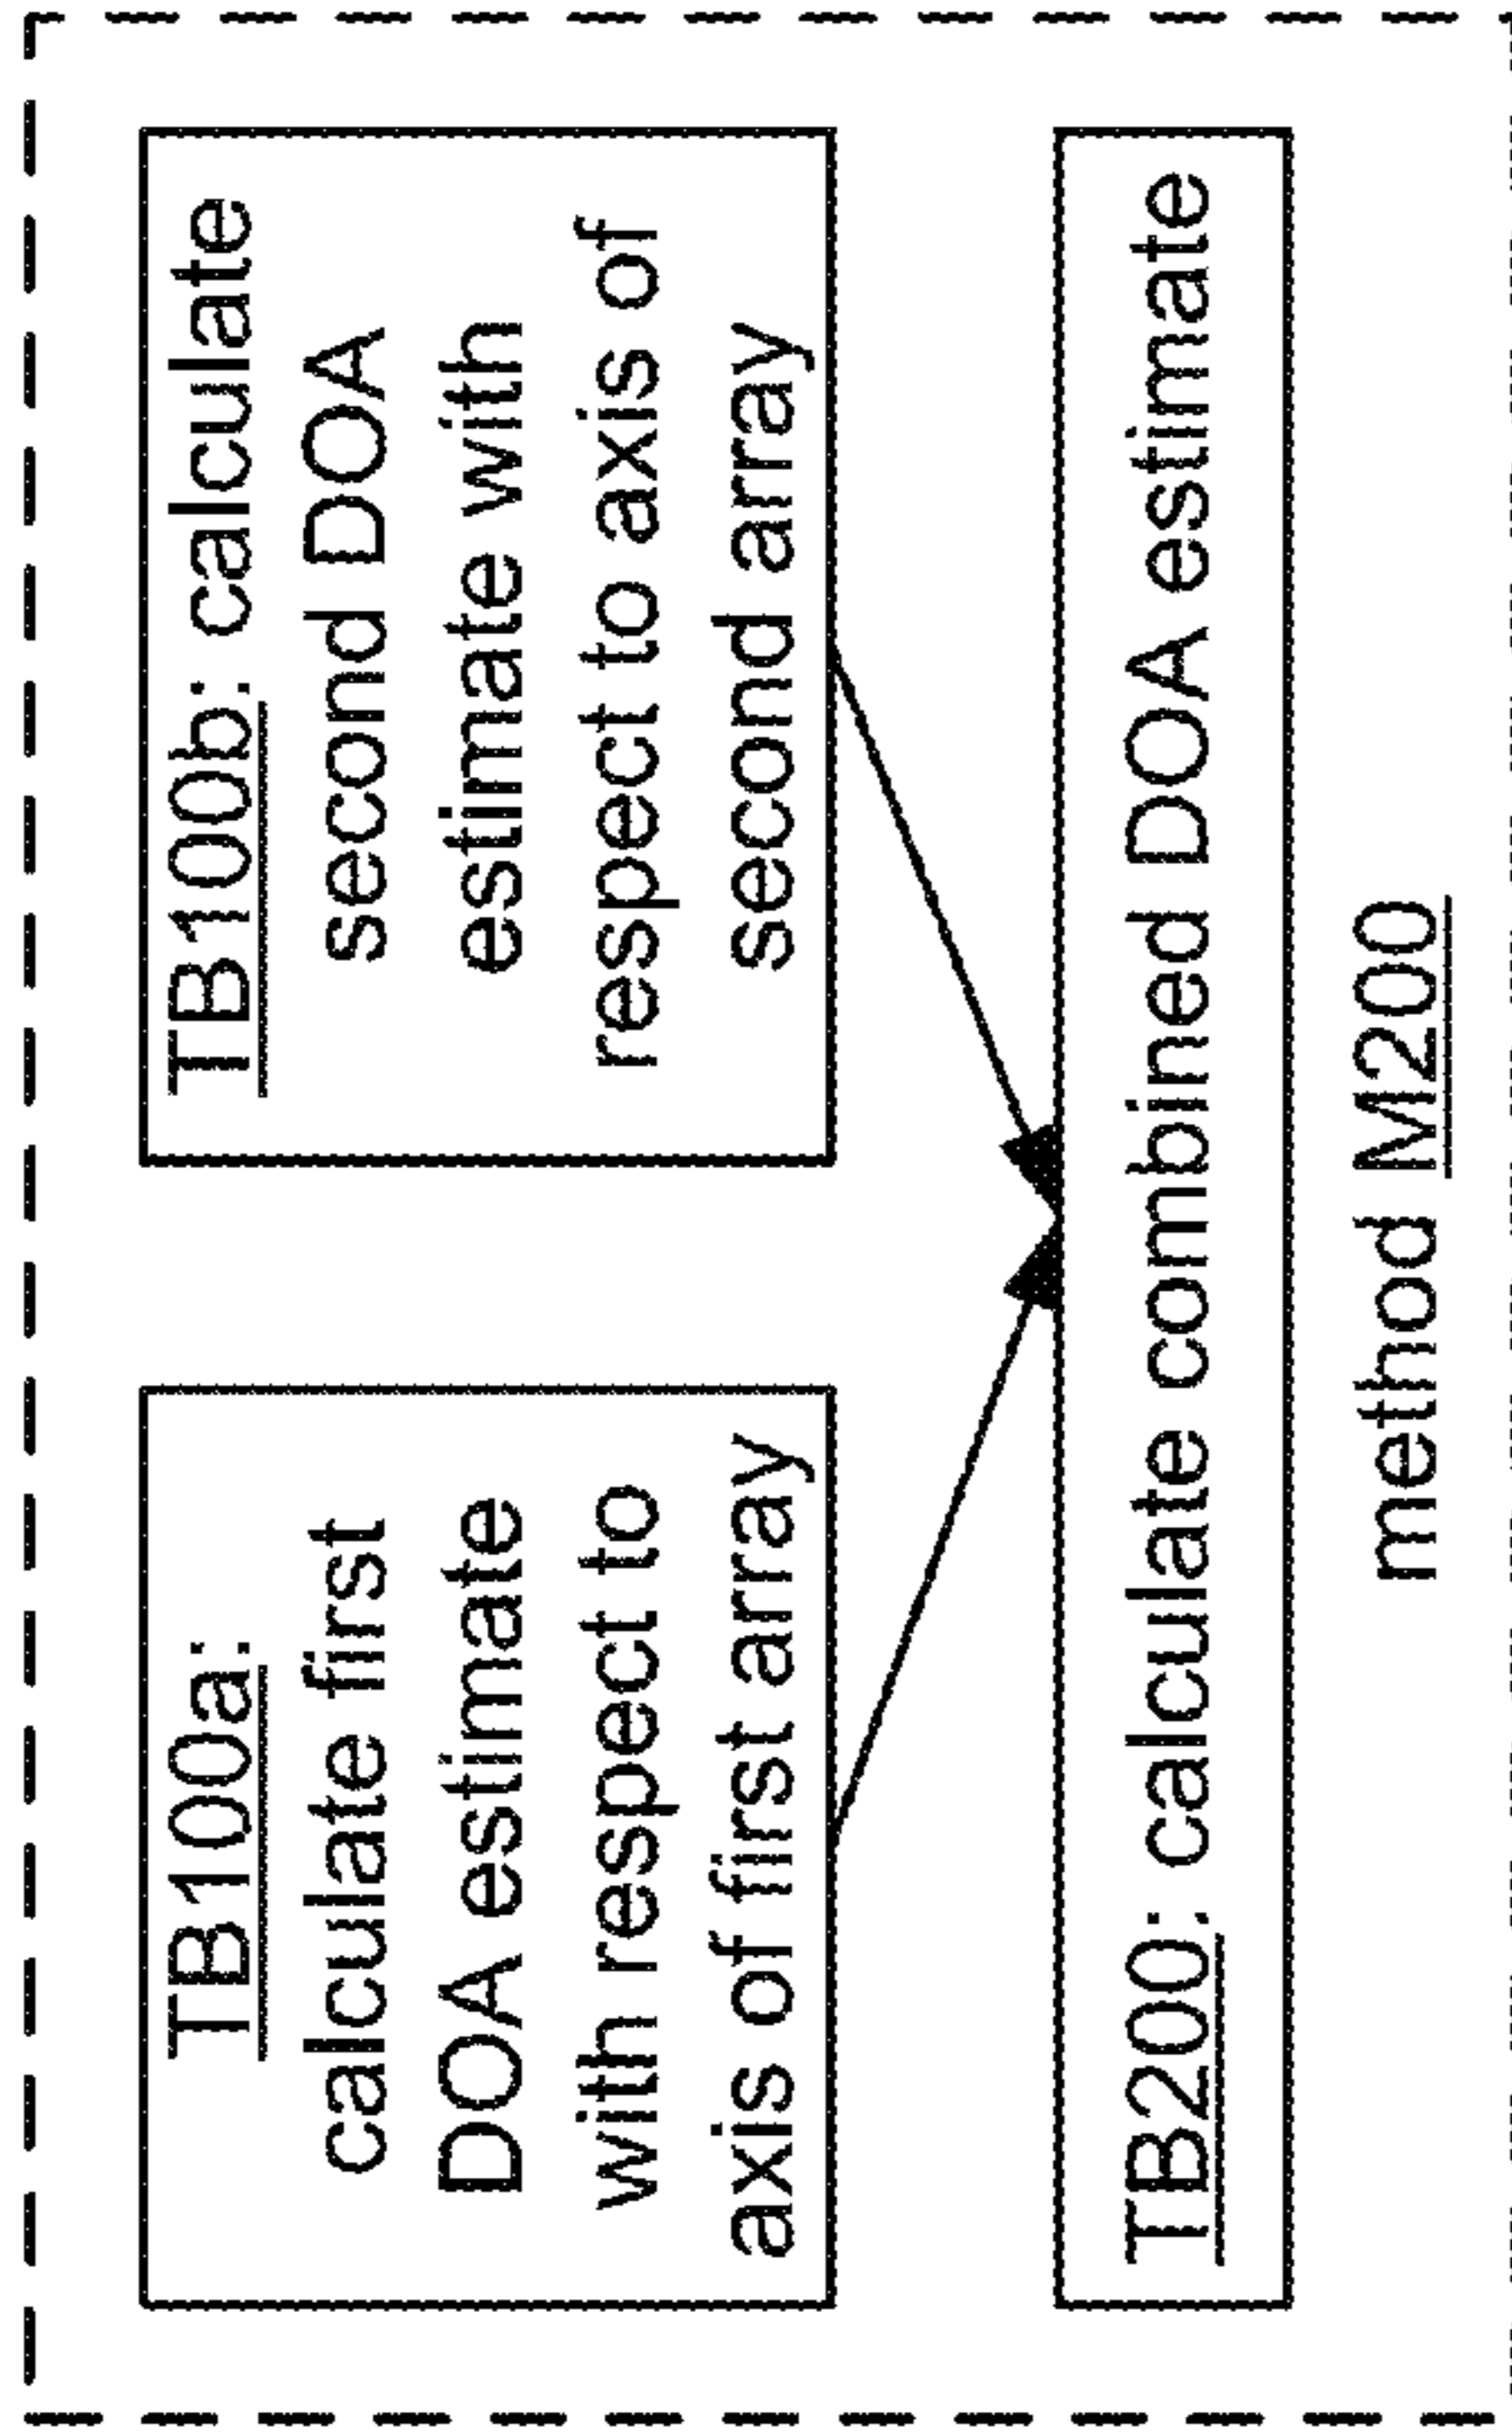 TB100a:
calculate first
DOA estimate
with respect to
axis of first array
TB100b: calculate
second DOA
estimate with
respect to axis of
second array
TB200: calculate combined DOA estimate
method M200